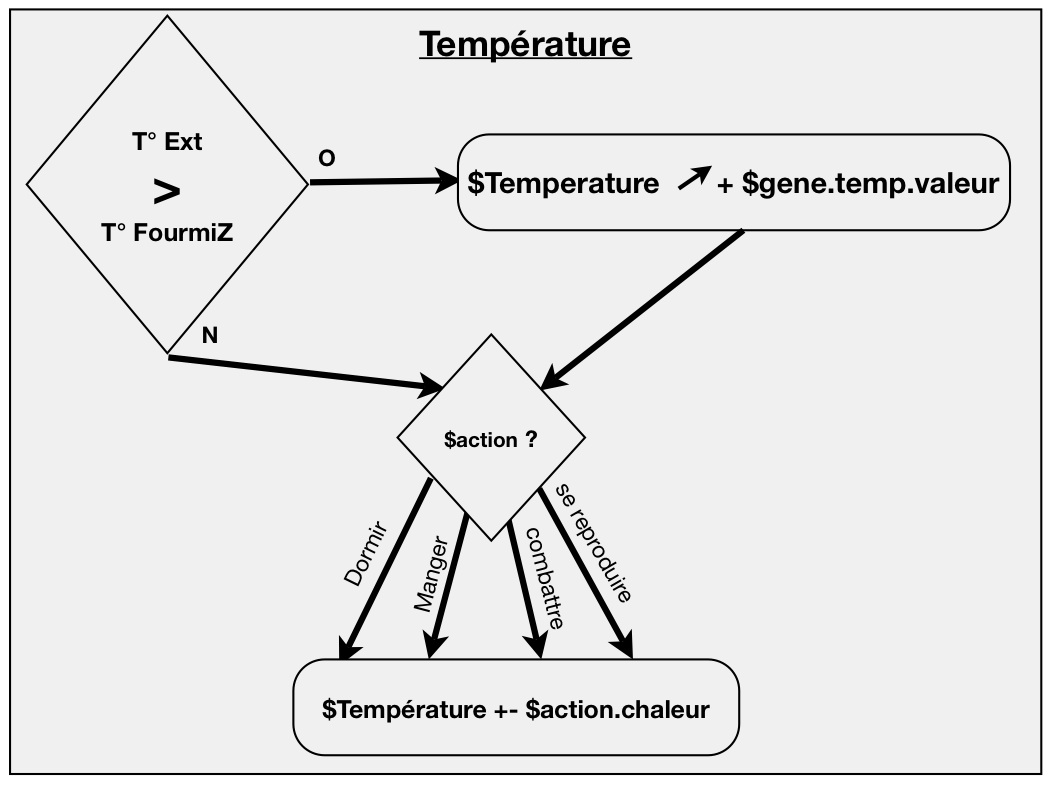 Température
T° Ext
>
T° FourmiZ
O
$Temperature ↗ + $gene.temp.valeur
N
$action ?
Dormir
Manger
combattre
se reproduire
$Température +- $action.chaleur